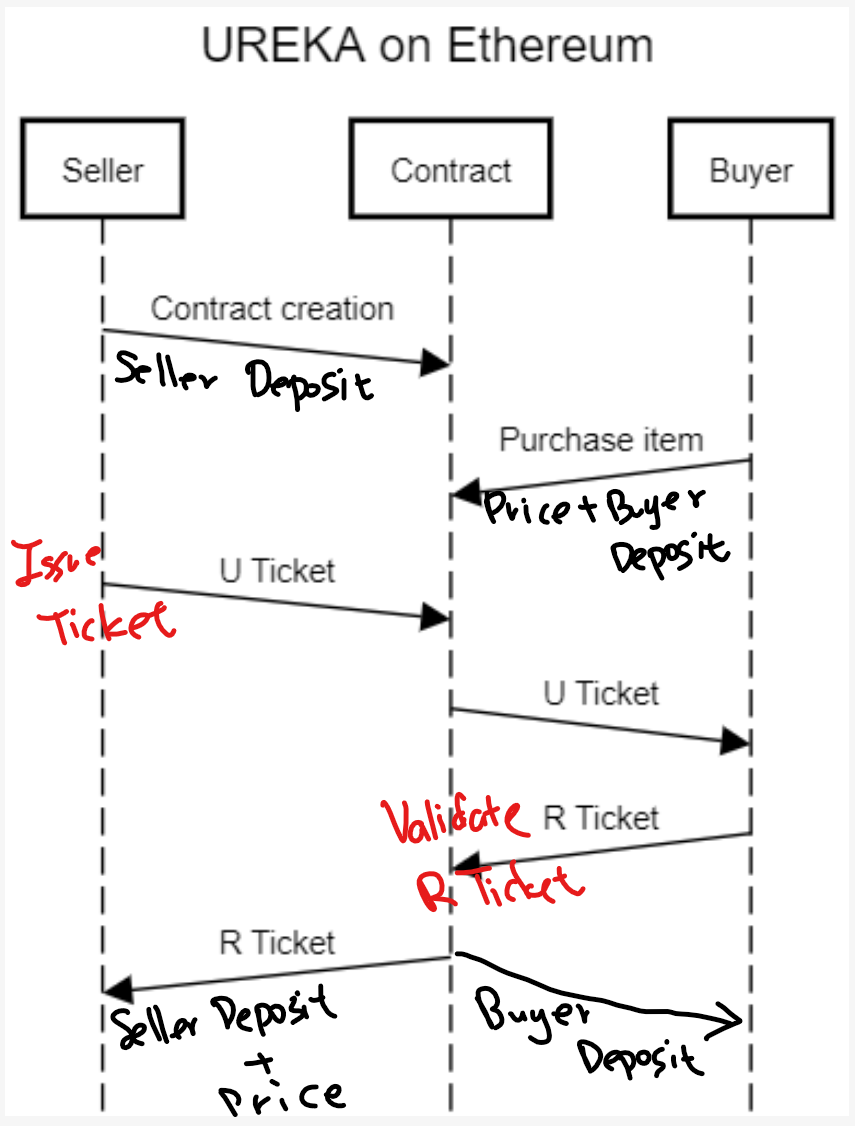 UREKA on Ethereum
Seller
Contract
Buyer
Contract creation
Seller Deposit
Purchase item
Price + Buyer
Deposit
Issue
Ticket
U Ticket
U Ticket
Validate
R Ticket
R Ticket
R Ticket
Seller Deposit
+
Price
Buyer
Deposit